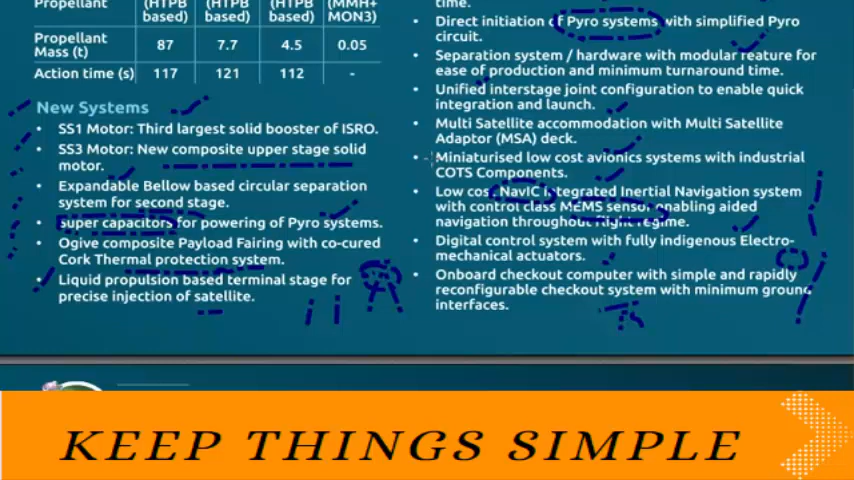 Propellant (HTPB based) (HTPB based) (HTPB based) (MMH+ MON3)
Propellant Mass (t) 87 7.7 4.5 0.05
Action time (s) 117 121 112 -
New Systems
• SS1 Motor: Third largest solid booster of ISRO.
• SS3 Motor: New composite upper stage solid
motor.
• Expandable Bellow based circular separation
system for second stage.
• Super capacitors for powering of Pyro systems.
• Ogive composite Payload Fairing with co-cured
Cork Thermal protection system.
• Liquid propulsion based terminal stage for
precise injection of satellite.
time.
• Direct initiation of Pyro systems with simplified Pyro
circuit.
• Separation system / hardware with modular feature for
ease of production and minimum turnaround time.
• Unified interstage joint configuration to enable quick
integration and launch.
• Multi Satellite accommodation with Multi Satellite
Adaptor (MSA) deck.
• Miniaturised low cost avionics systems with industrial
COTS Components.
• Low cost NavIC Integrated Inertial Navigation system
with control class MEMS sensor enabling aided
navigation throughout flight regime.
• Digital control system with fully indigenous Electro-
mechanical actuators.
• Onboard checkout computer with simple and rapidly
reconfigurable checkout system with minimum ground
interfaces.
KEEP THINGS SIMPLE